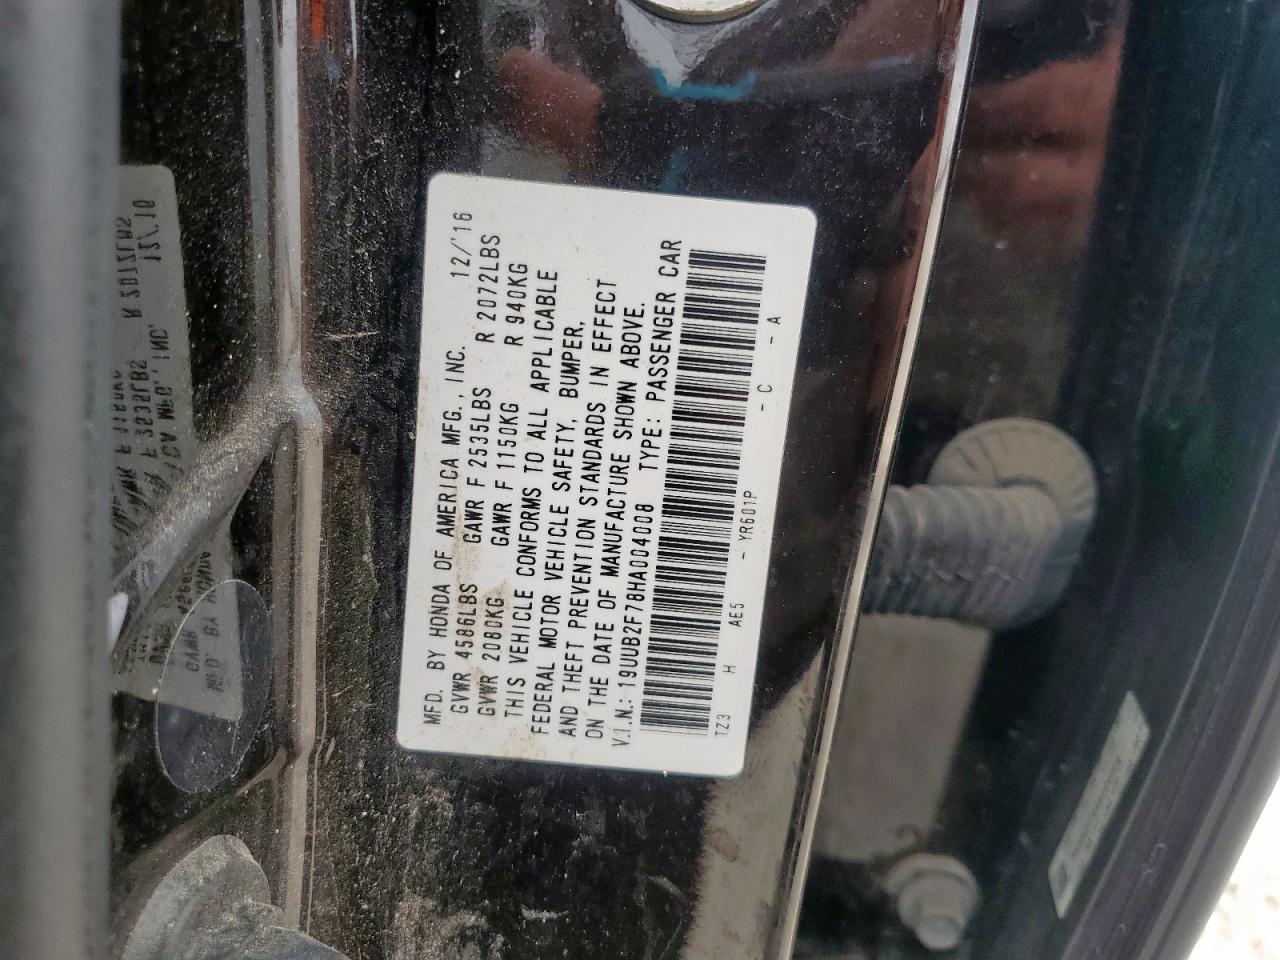 MFD. BY HONDA OF AMERICA MFG., INC. 12/'16
GVWR 4586LBS GAWR F 2535LBS R 2072LBS
GVWR 2080KG GAWR F 1150KG R 940KG
THIS VEHICLE CONFORMS TO ALL APPLICABLE
FEDERAL MOTOR VEHICLE SAFETY, BUMPER,
AND THEFT PREVENTION STANDARDS IN EFFECT
ON THE DATE OF MANUFACTURE SHOWN ABOVE.
V.I.N.: 19UUB2F78HA004008 TYPE: PASSENGER CAR
TZ3 H AE5 - YR601P - C - - A